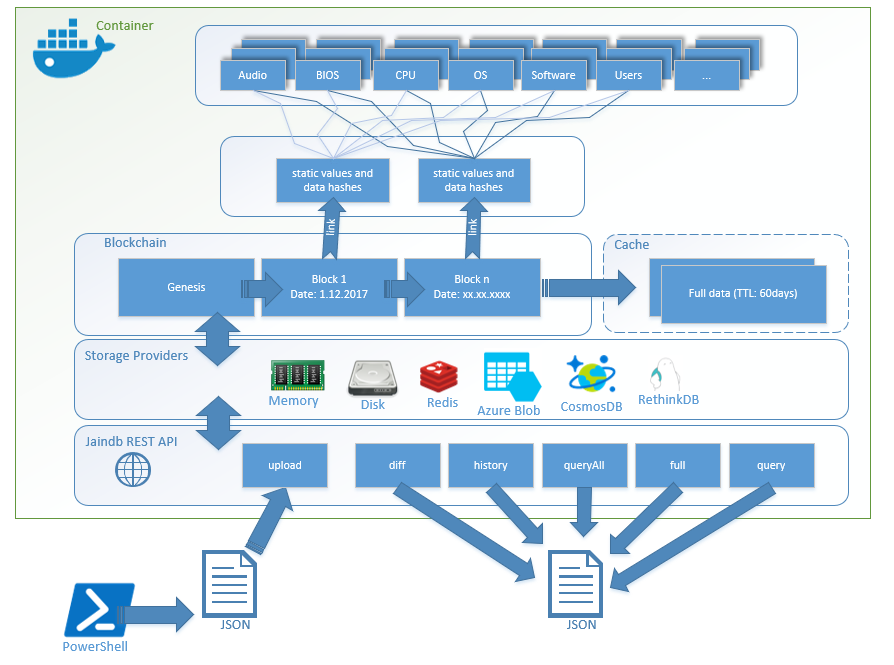 Container
Audio
BIOS
CPU
OS
Software
Users
...
static values and
data hashes
static values and
data hashes
link
link
Blockchain
Genesis
Block 1
Date: 1.12.2017
Block n
Date: xx.xx.xxxx
Cache
Full data (TTL: 60days)
Storage Providers
Memory
Disk
Redis
Azure Blob
CosmosDB
RethinkDB
Jaindb REST API
upload
diff
history
queryAll
full
query
JSON
JSON
PowerShell